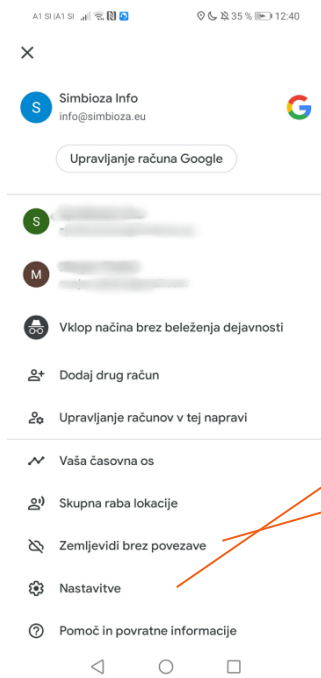 A1 SI |A1 SI 35 % 12:40
S
Simbioza Info
info@simbioza.eu
G
Upravljanje računa Google
S
M
Vklop načina brez beleženja dejavnosti
Dodaj drug račun
Upravljanje računov v tej napravi
Vaša časovna os
Skupna raba lokacije
Zemljevidi brez povezave
Nastavitve
Pomoč in povratne informacije